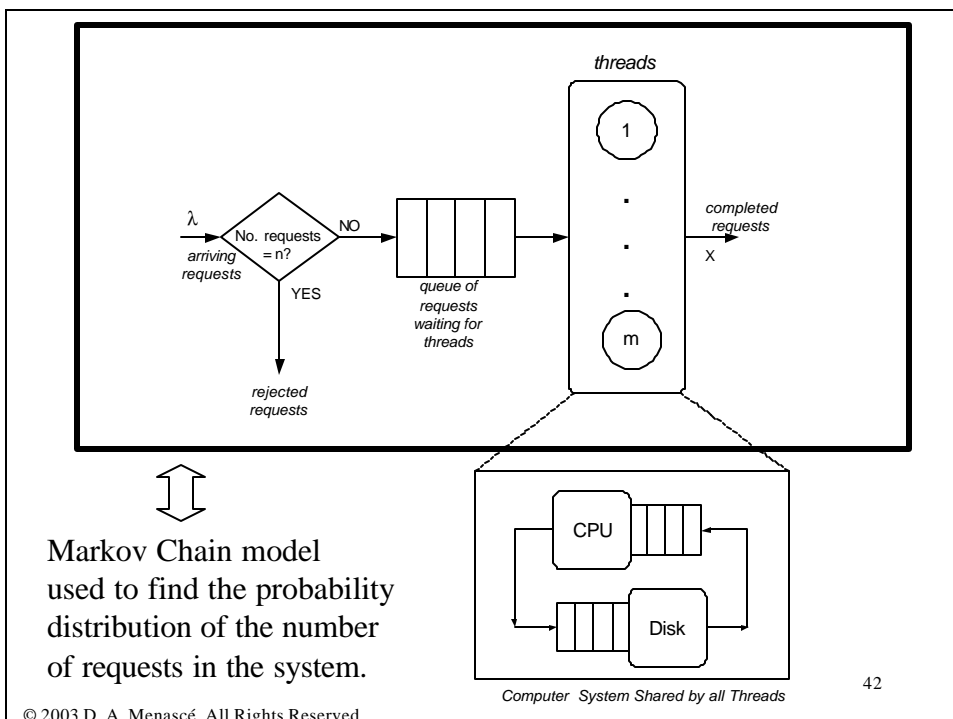 threads
1
.
.
.
m
λ
arriving
requests
No. requests
= n?
NO
YES
rejected
requests
queue of
requests
waiting for
threads
completed
requests
X
CPU
Disk
Computer System Shared by all Threads
Markov Chain model
used to find the probability
distribution of the number
of requests in the system.
42
© 2003 D. A. Menascé. All Rights Reserved.